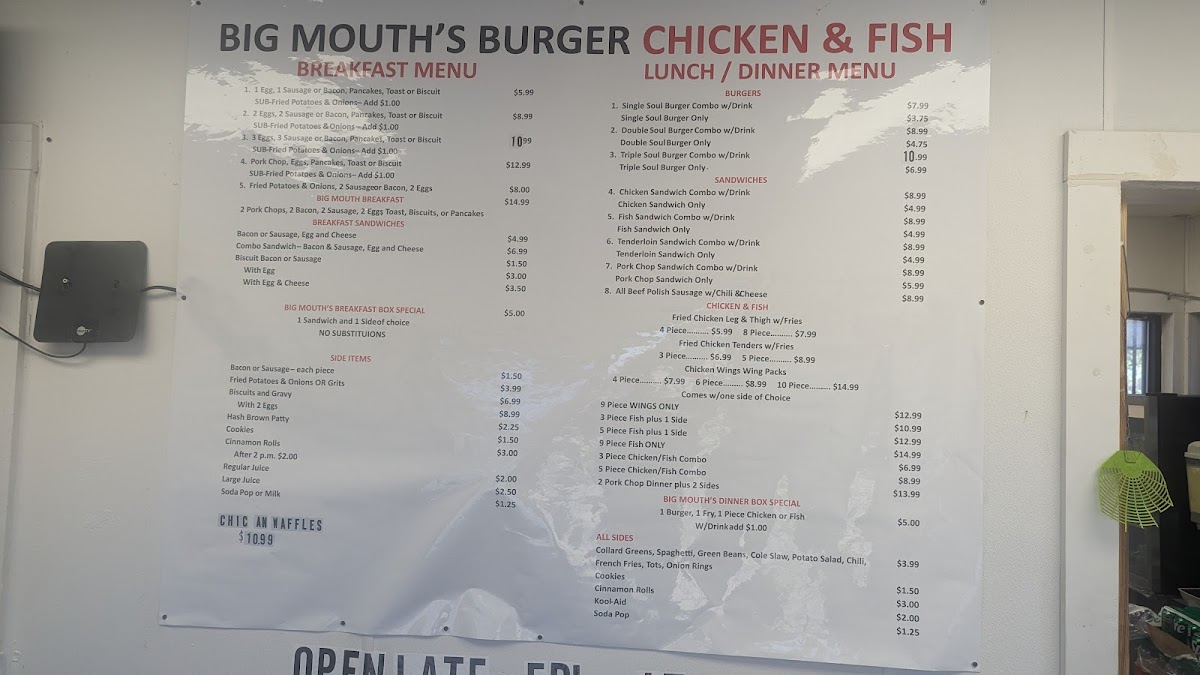 BIG MOUTH'S BURGER CHICKEN & FISH
BREAKFAST MENU
1. 1 Egg, 1 Sausage or Bacon, Pancakes, Toast or Biscuit $5.99
SUB-Fried Potatoes & Onions– Add $1.00
2. 2 Eggs, 2 Sausage or Bacon, Pancakes, Toast or Biscuit $8.99
SUB-Fried Potatoes & Onions– Add $1.00
3. 3 Eggs, 3 Sausage or Bacon, Pancakes, Toast or Biscuit 10.99
SUB-Fried Potatoes & Onions– Add $1.00
4. Pork Chop, Eggs, Pancakes, Toast or Biscuit $12.99
SUB-Fried Potatoes & Onions– Add $1.00
5. Fried Potatoes & Onions, 2 Sausageor Bacon, 2 Eggs $8.00
BIG MOUTH BREAKFAST $14.99
2 Pork Chops, 2 Bacon, 2 Sausage, 2 Eggs Toast, Biscuits, or Pancakes
BREAKFAST SANDWICHES
Bacon or Sausage, Egg and Cheese $4.99
Combo Sandwich– Bacon & Sausage, Egg and Cheese $6.99
Biscuit Bacon or Sausage $1.50
With Egg $3.00
With Egg & Cheese $3.50
BIG MOUTH'S BREAKFAST BOX SPECIAL $5.00
1 Sandwich and 1 Sideof choice
NO SUBSTITUIONS
SIDE ITEMS
Bacon or Sausage– each piece $1.50
Fried Potatoes & Onions OR Grits $3.99
Biscuits and Gravy $6.99
With 2 Eggs $8.99
Hash Brown Patty $2.25
Cookies $1.50
Cinnamon Rolls $3.00
After 2 p.m. $2.00
Regular Juice $2.00
Large Juice $2.50
Soda Pop or Milk $1.25
CHIC AN WAFFLES
$10.99
LUNCH / DINNER MENU
BURGERS
1. Single Soul Burger Combo w/Drink $7.99
Single Soul Burger Only $3.75
2. Double Soul Burger Combo w/Drink $8.99
Double Soul Burger Only $4.75
3. Triple Soul Burger Combo w/Drink 10.99
Triple Soul Burger Only- $6.99
SANDWICHES
4. Chicken Sandwich Combo w/Drink $8.99
Chicken Sandwich Only $4.99
5. Fish Sandwich Combo w/Drink $8.99
Fish Sandwich Only $4.99
6. Tenderloin Sandwich Combo w/Drink $8.99
Tenderloin Sandwich Only $4.99
7. Pork Chop Sandwich Combo w/Drink $8.99
Pork Chop Sandwich Only $5.99
8. All Beef Polish Sausage w/Chili &Cheese $8.99
CHICKEN & FISH
Fried Chicken Leg & Thigh w/Fries
4 Piece.......... $5.99 8 Piece.......... $7.99
Fried Chicken Tenders w/Fries
3 Piece.......... $6.99 5 Piece.......... $8.99
Chicken Wings Wing Packs
4 Piece.......... $7.99 6 Piece.......... $8.99 10 Piece.......... $14.99
Comes w/one side of Choice
9 Piece WINGS ONLY $12.99
3 Piece Fish plus 1 Side $10.99
5 Piece Fish plus 1 Side $12.99
9 Piece Fish ONLY $14.99
3 Piece Chicken/Fish Combo $6.99
5 Piece Chicken/Fish Combo $8.99
2 Pork Chop Dinner plus 2 Sides $13.99
BIG MOUTH'S DINNER BOX SPECIAL
1 Burger, 1 Fry, 1 Piece Chicken or Fish $5.00
W/Drinkadd $1.00
ALL SIDES
Collard Greens, Spaghetti, Green Beans, Cole Slaw, Potato Salad, Chili, $3.99
French Fries, Tots, Onion Rings
Cookies $1.50
Cinnamon Rolls $3.00
Kool-Aid $2.00
Soda Pop $1.25
OPEN LATE